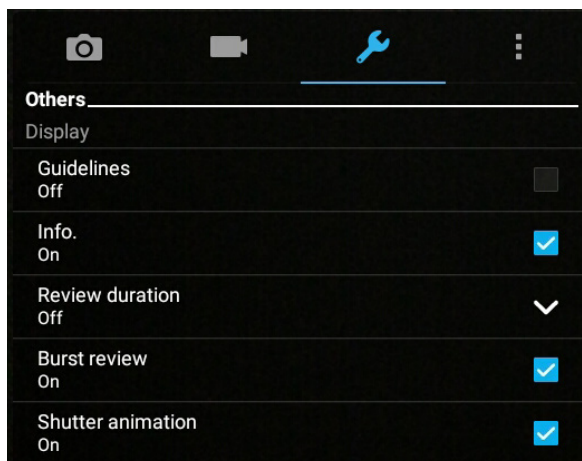 Others
Display
Guidelines
Off
Info.
On
Review duration
Off
Burst review
On
Shutter animation
On